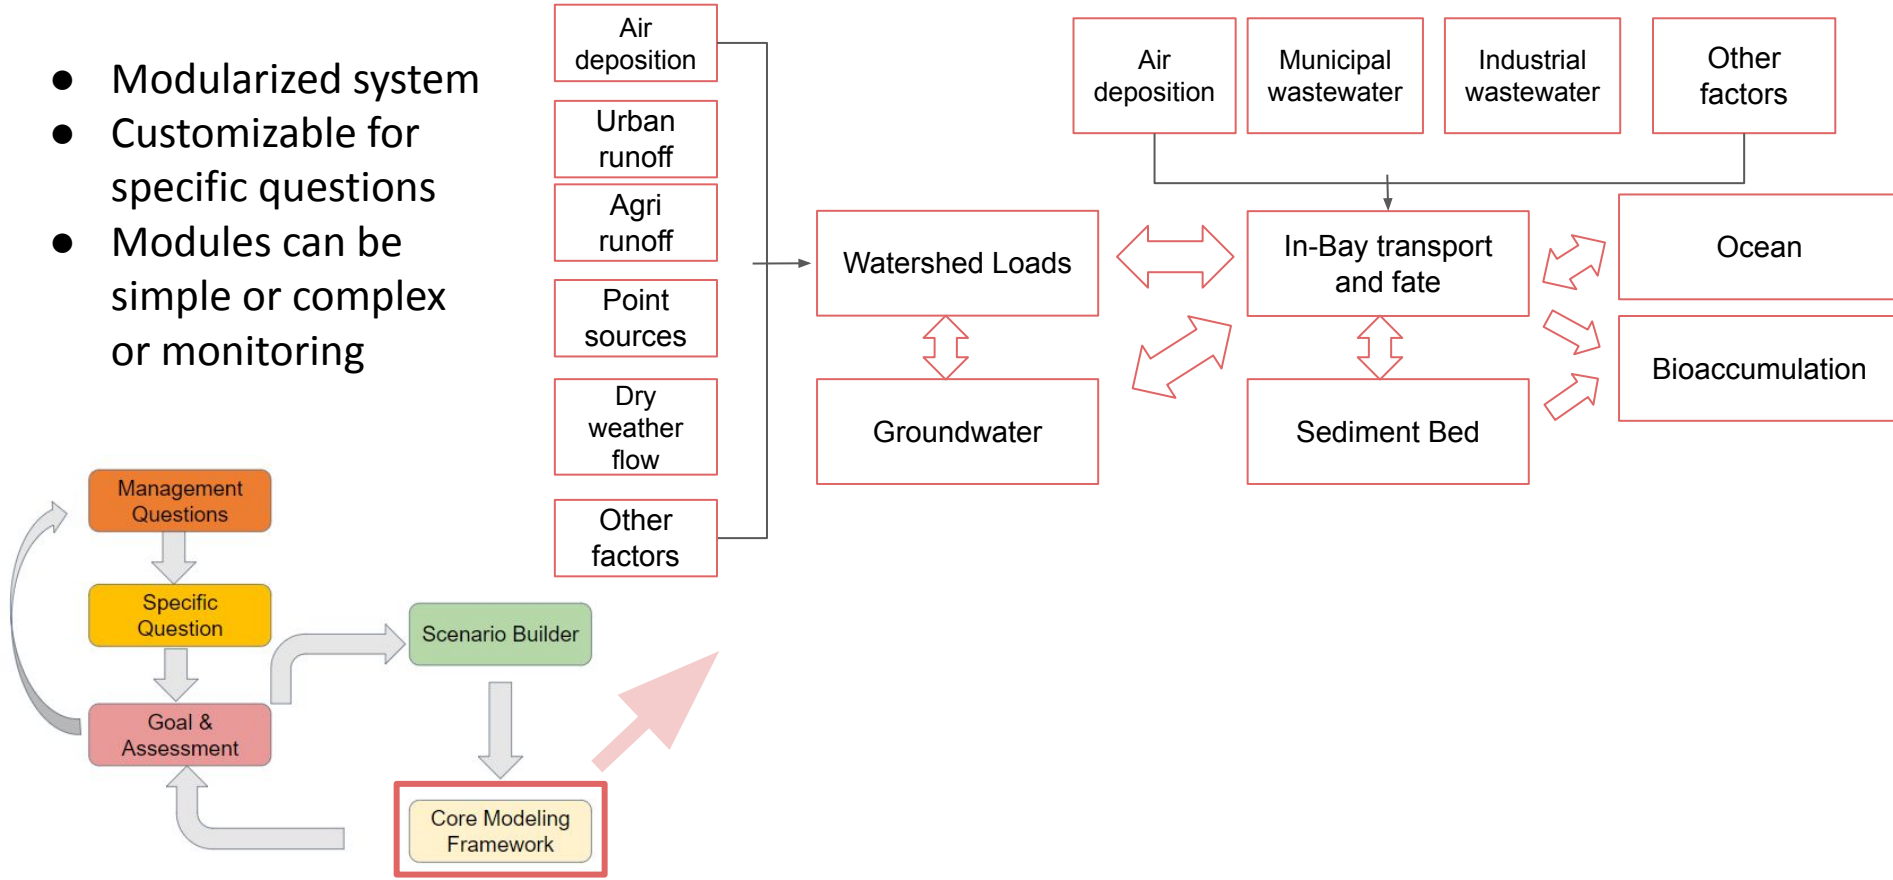 ● Modularized system
● Customizable for
specific questions
● Modules can be
simple or complex
or monitoring
Air
deposition
Urban
runoff
Agri
runoff
Point
sources
Dry
weather
flow
Other
factors
Air
deposition
Municipal
wastewater
Industrial
wastewater
Other
factors
Watershed Loads
In-Bay transport
and fate
Ocean
Bioaccumulation
Groundwater
Sediment Bed
Management
Questions
Specific
Question
Goal &
Assessment
Scenario Builder
Core Modeling
Framework